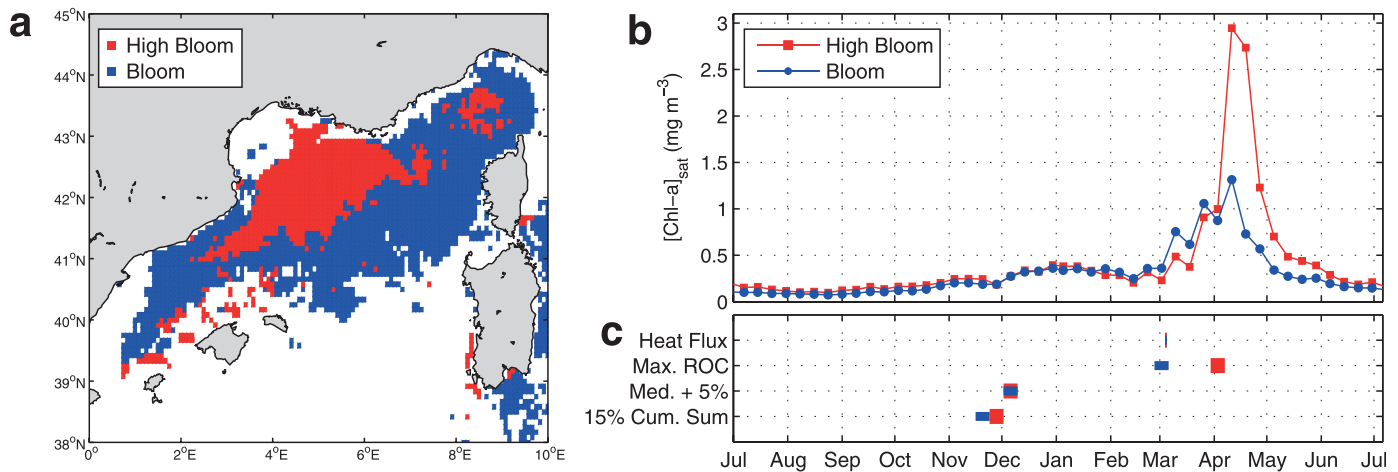 a
45°N
44°N
43°N
42°N
41°N
40°N
39°N
38°N
0°
2°E
4°E
6°E
8°E
10°E
High Bloom
Bloom
b
3
2.5
2
1.5
1
0.5
0
[Chl–a]sat (mg m–3)
High Bloom
Bloom
c
Heat Flux
Max. ROC
Med. + 5%
15% Cum. Sum
Jul Aug Sep Oct Nov Dec Jan Feb Mar Apr May Jun Jul